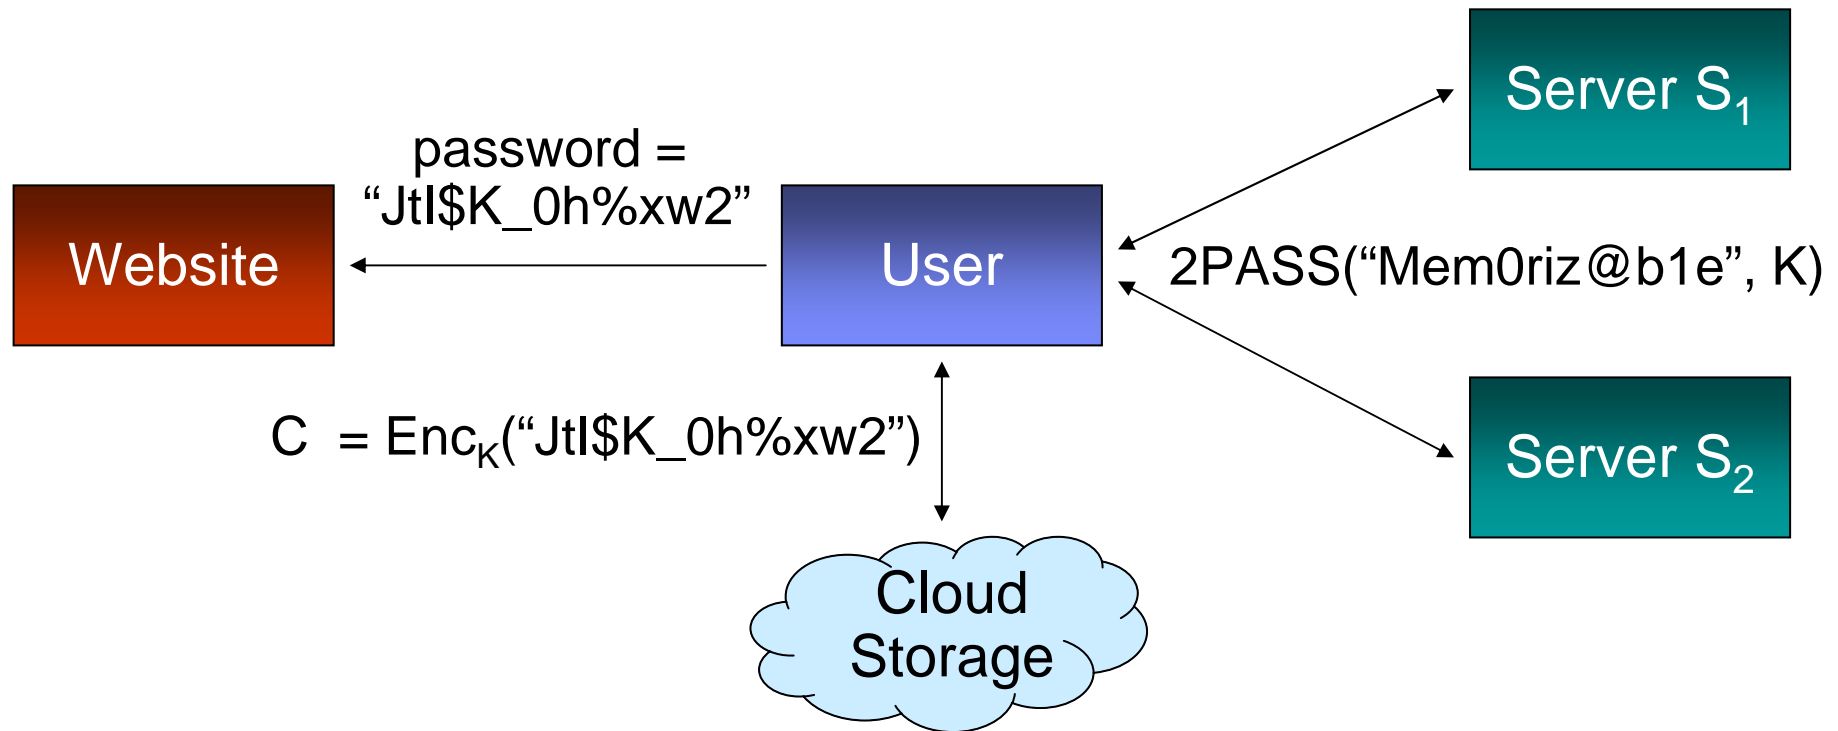 Server S₁
password =
“JtI$K_0h%xw2”
Website
User
2PASS(“Mem0riz@b1e”, K)
C = Encₖ(“JtI$K_0h%xw2”)
Server S₂
Cloud
Storage